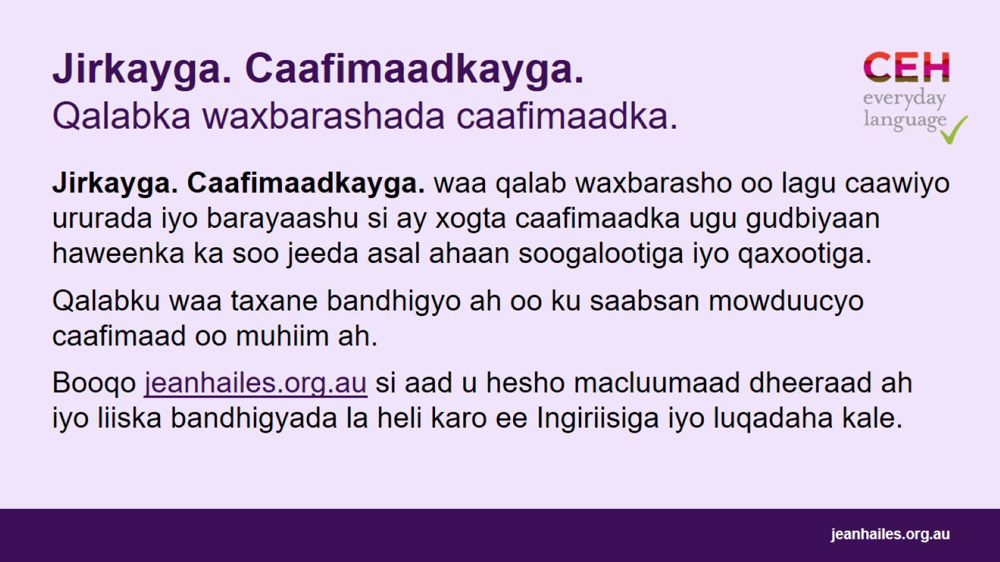 Jirkayga. Caafimaadkayga.
Qalabka waxbarashada caafimaadka.
CEH
everyday
language
Jirkayga. Caafimaadkayga. waa qalab waxbarasho oo lagu caawiyo
ururada iyo barayaashu si ay xogta caafimaadka ugu gudbiyaan
haweenka ka soo jeeda asal ahaan soogalootiga iyo qaxootiga.
Qalabku waa taxane bandhigyo ah oo ku saabsan mowduucyo
caafimaad oo muhiim ah.
Booqo jeanhailes.org.au si aad u hesho macluumaad dheeraad ah
iyo liiska bandhigyada la heli karo ee Ingiriisiga iyo luqadaha kale.
jeanhailes.org.au